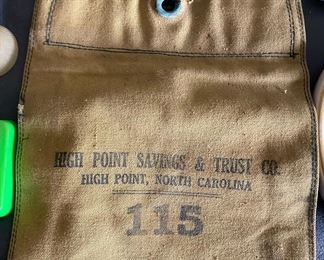 HIGH POINT SAVINGS & TRUST CO.
HIGH POINT, NORTH CAROLINA
115